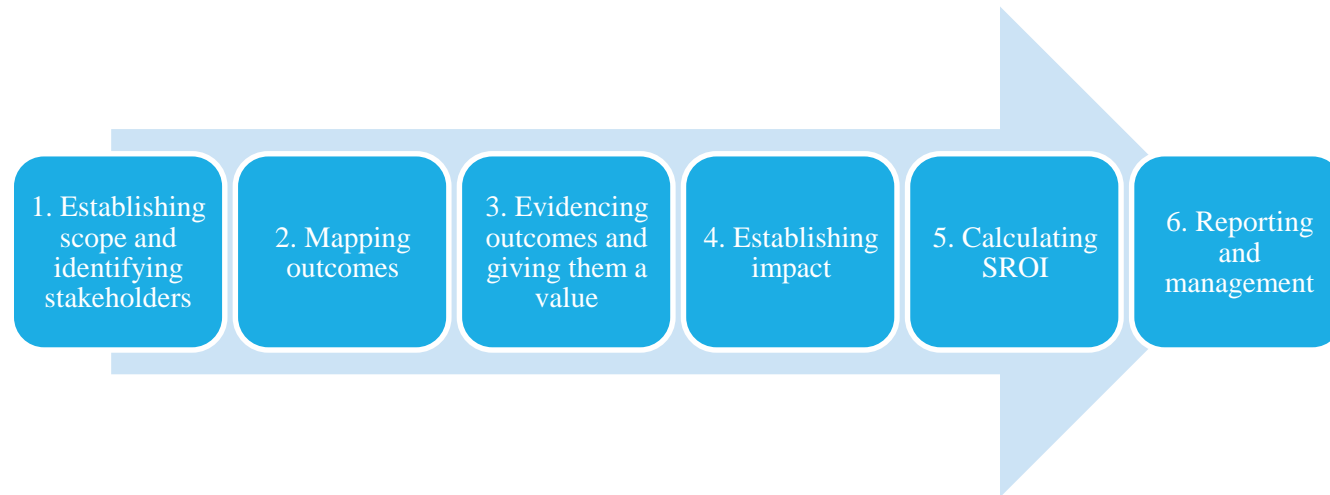 1. Establishing
scope and
identifying
stakeholders
2. Mapping
outcomes
3. Evidencing
outcomes and
giving them a
value
4. Establishing
impact
5. Calculating
SROI
6. Reporting
and
management